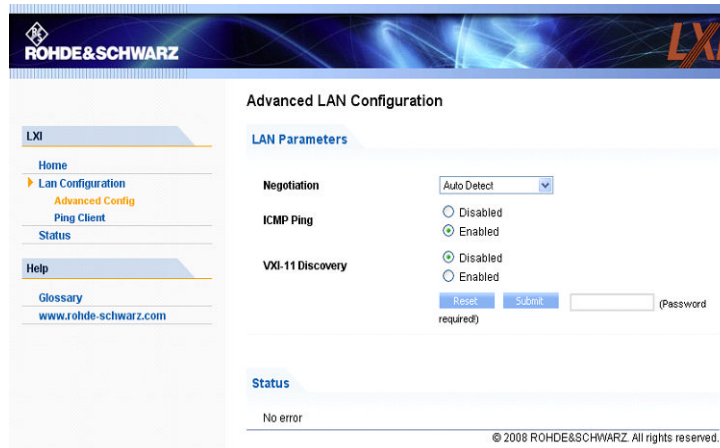 ROHDE&SCHWARZ
LXI
Advanced LAN Configuration
LXI
Home
Lan Configuration
Advanced Config
Ping Client
Status
Help
Glossary
www.rohde-schwarz.com
LAN Parameters
Negotiation
Auto Detect
ICMP Ping
Disabled
Enabled
VXI-11 Discovery
Disabled
Enabled
Reset Submit (Password
required!)
Status
No error
© 2008 ROHDE&SCHWARZ. All rights reserved.